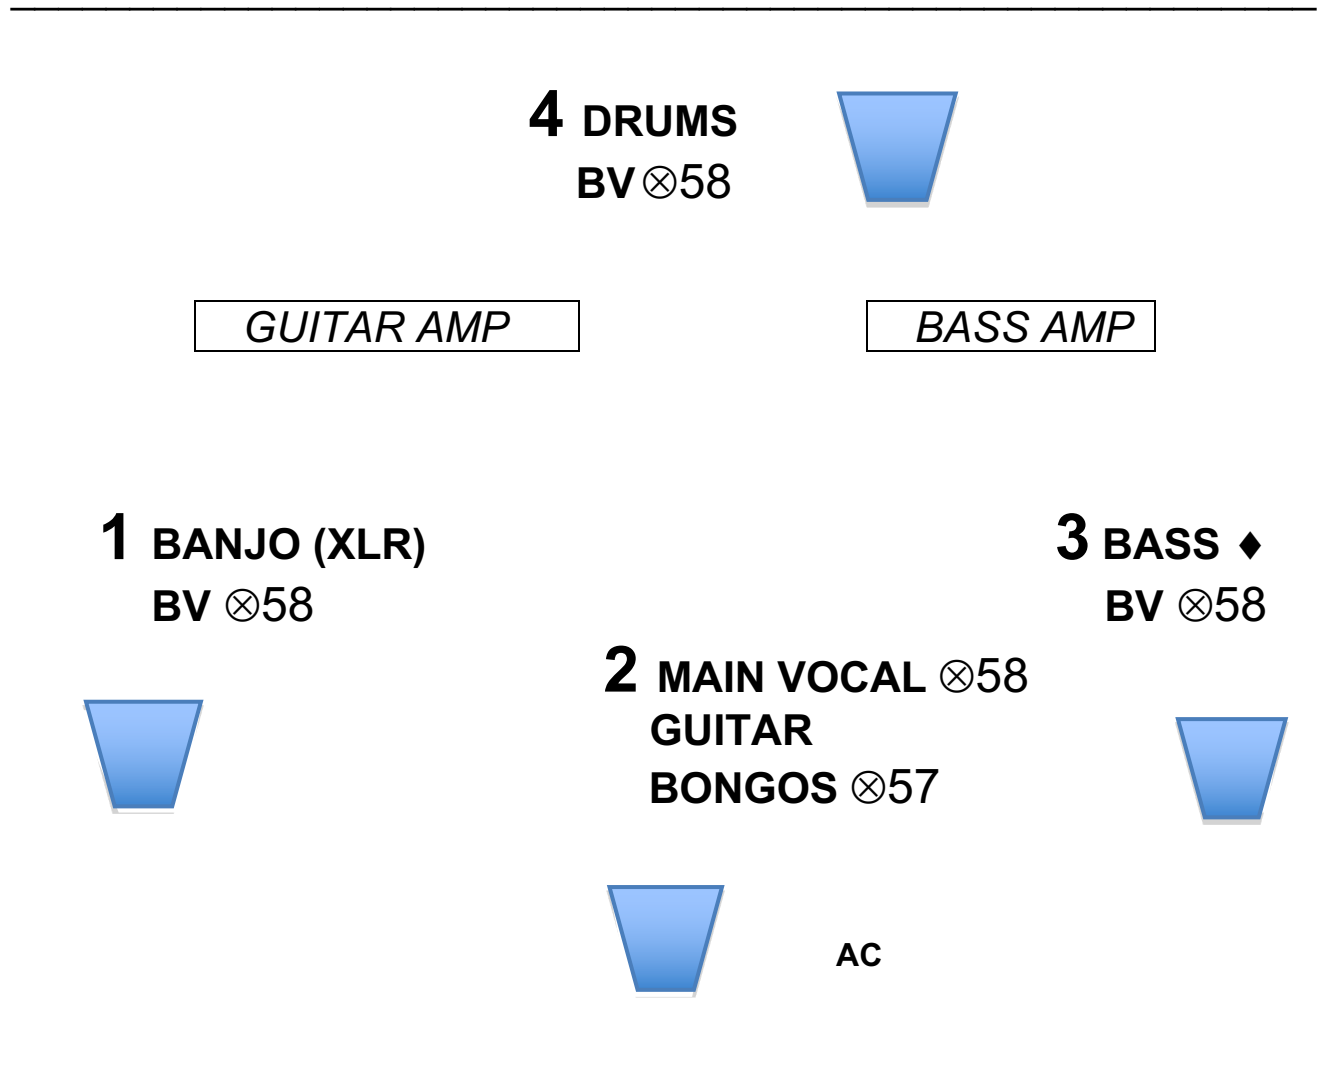 4 DRUMS
BV ⊗58
GUITAR AMP
BASS AMP
1 BANJO (XLR)
BV ⊗58
3 BASS ♦
BV ⊗58
2 MAIN VOCAL ⊗58
GUITAR
BONGOS ⊗57
AC